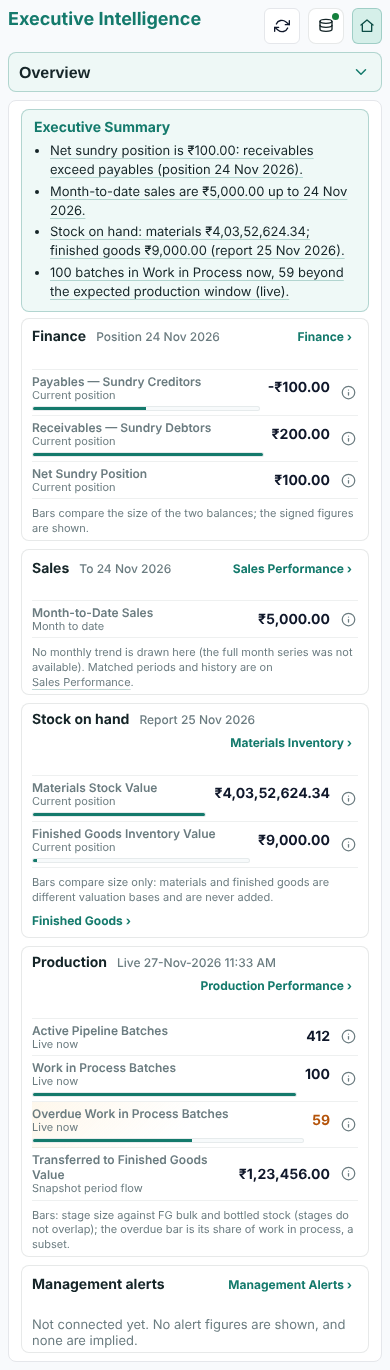 Executive Intelligence
Overview
Executive Summary
• Net sundry position is ₹100.00: receivables
exceed payables (position 24 Nov 2026).
• Month-to-date sales are ₹5,000.00 up to 24 Nov
2026.
• Stock on hand: materials ₹4,03,52,624.34;
finished goods ₹9,000.00 (report 25 Nov 2026).
• 100 batches in Work in Process now, 59 beyond
the expected production window (live).
Finance Position 24 Nov 2026 Finance ›
Payables — Sundry Creditors -₹100.00
Current position
Receivables — Sundry Debtors ₹200.00
Current position
Net Sundry Position ₹100.00
Current position
Bars compare the size of the two balances; the signed figures
are shown.
Sales To 24 Nov 2026 Sales Performance ›
Month-to-Date Sales ₹5,000.00
Month to date
No monthly trend is drawn here (the full month series was not
available). Matched periods and history are on
Sales Performance.
Stock on hand Report 25 Nov 2026
Materials Inventory ›
Materials Stock Value ₹4,03,52,624.34
Current position
Finished Goods Inventory Value ₹9,000.00
Current position
Bars compare size only: materials and finished goods are
different valuation bases and are never added.
Finished Goods ›
Production Live 27-Nov-2026 11:33 AM
Production Performance ›
Active Pipeline Batches 412
Live now
Work in Process Batches 100
Live now
Overdue Work in Process Batches 59
Live now
Transferred to Finished Goods
Value ₹1,23,456.00
Snapshot period flow
Bars: stage size against FG bulk and bottled stock (stages do
not overlap); the overdue bar is its share of work in process, a
subset.
Management alerts Management Alerts ›
Not connected yet. No alert figures are shown, and
none are implied.